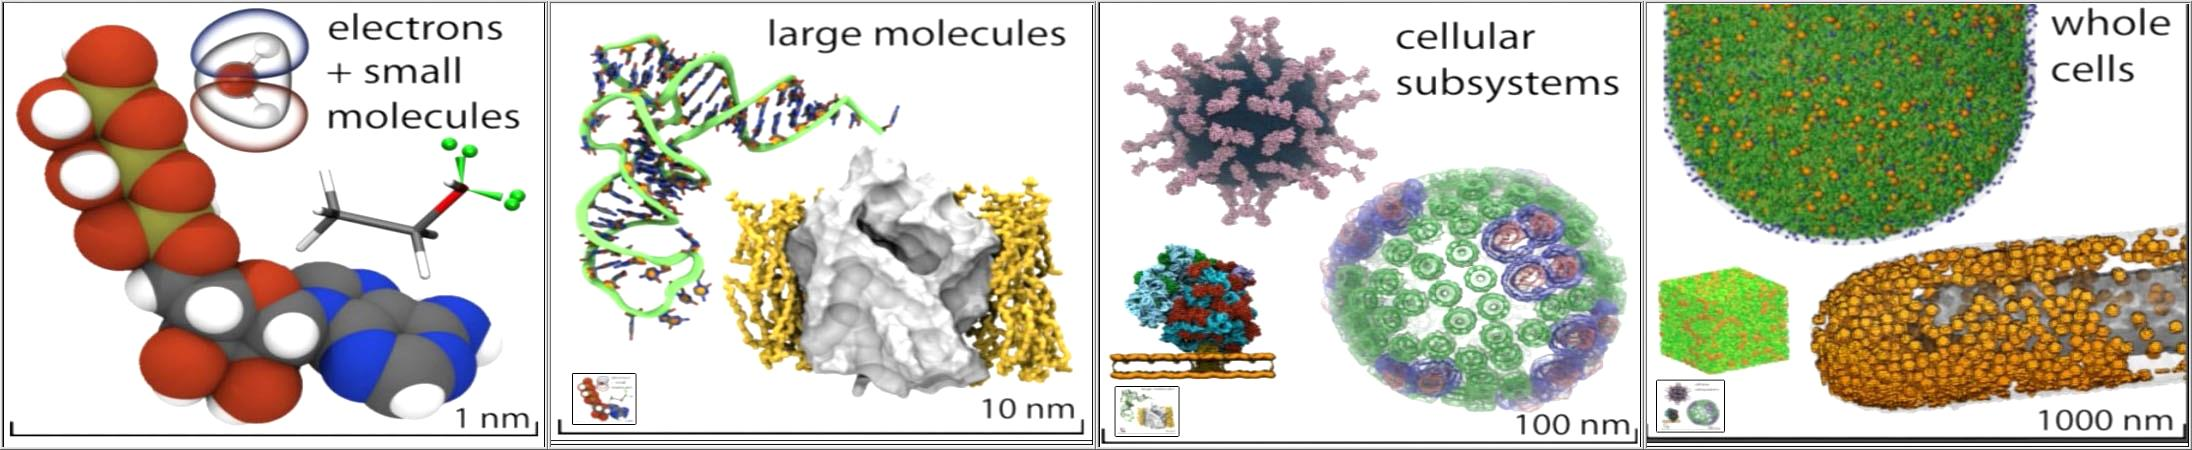 electrons
+ small
molecules
1 nm
large molecules
10 nm
cellular
subsystems
100 nm
whole
cells
1000 nm